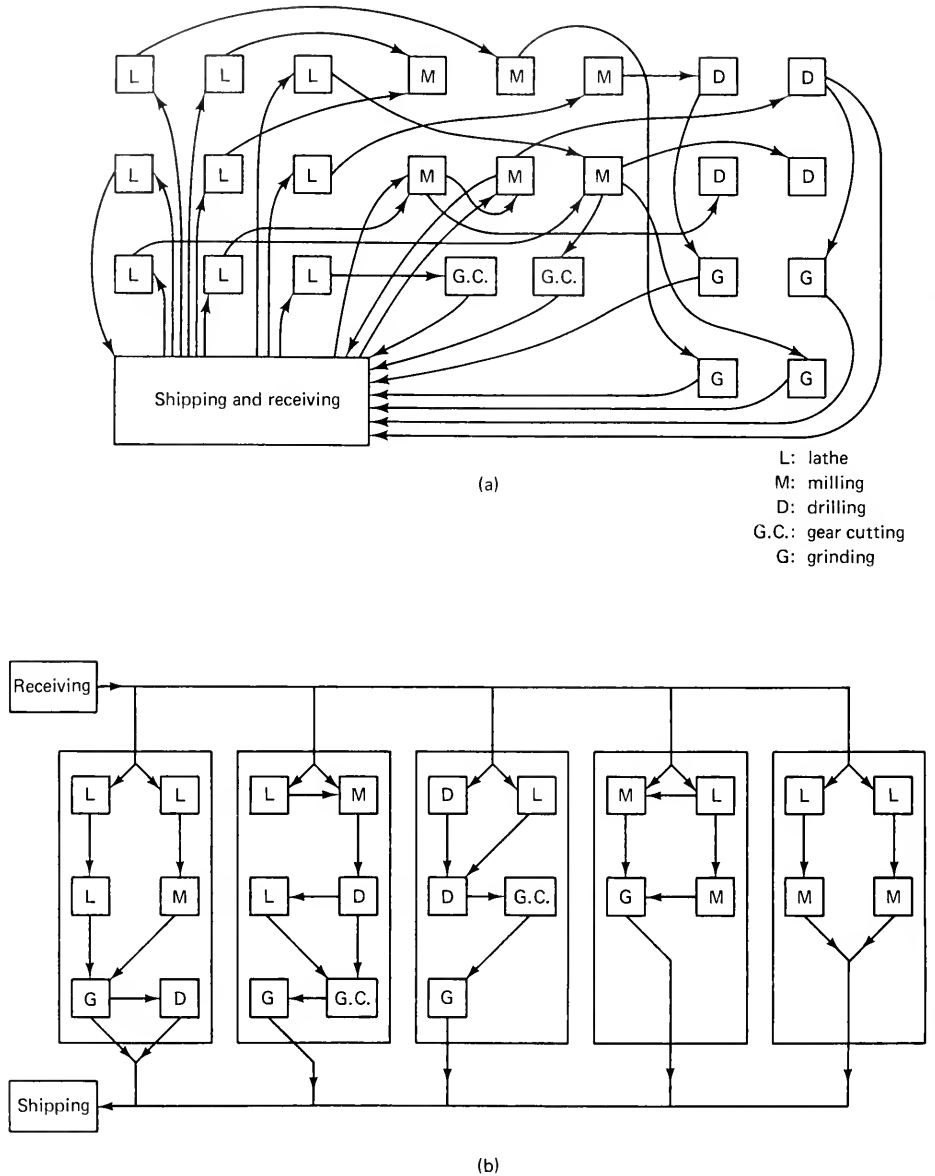 L L L M M M D D
L L L M M M D D
L L L G.C. G.C. G G
G G
Shipping and receiving
(a)
L: lathe
M: milling
D: drilling
G.C.: gear cutting
G: grinding
Receiving
L L L M D L M L L L
L M L D D G.C. G M M M
G D G G.C. G
Shipping
(b)